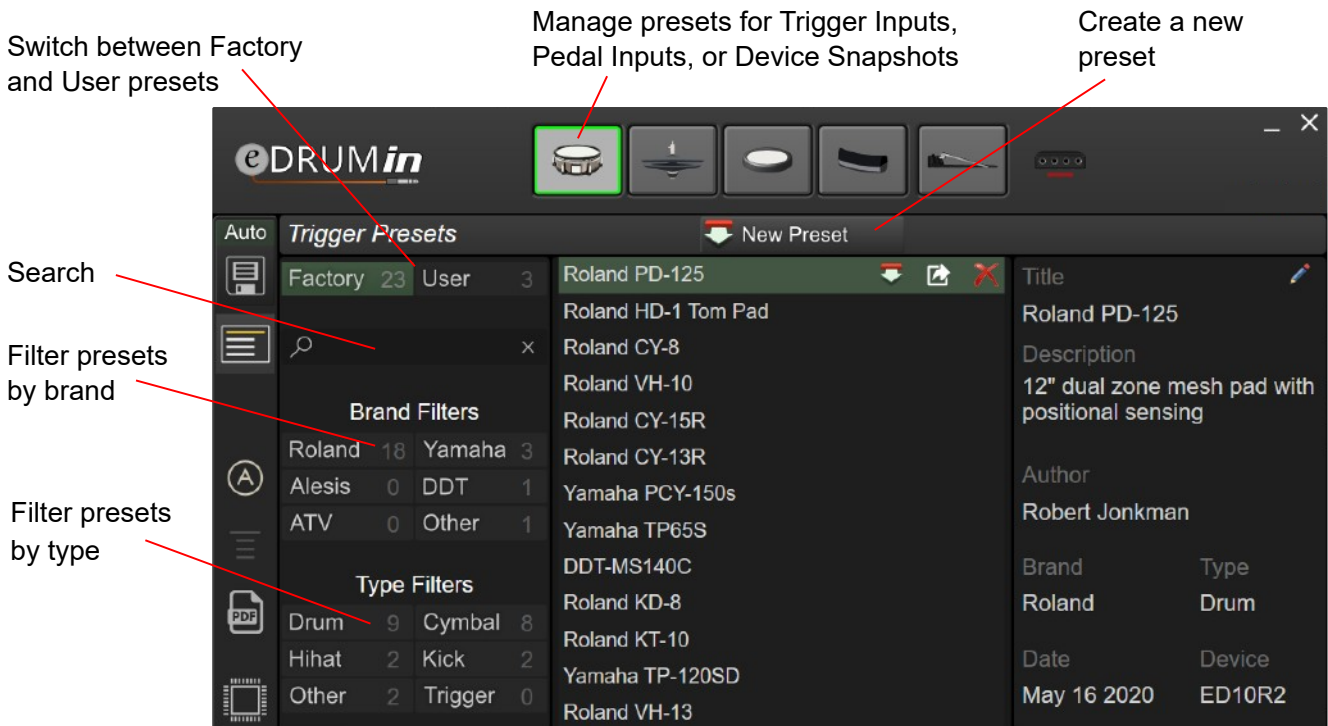 Switch between Factory
and User presets
Manage presets for Trigger Inputs,
Pedal Inputs, or Device Snapshots
Create a new
preset
eDRUMin
Auto
Trigger Presets
New Preset
Search
Filter presets
by brand
Filter presets
by type
Factory 23 User 3
Brand Filters
Roland 18 Yamaha 3
Alesis 0 DDT 1
ATV 0 Other 1
Type Filters
Drum 9 Cymbal 8
Hihat 2 Kick 2
Other 2 Trigger 0
A
PDF
Roland PD-125
Roland HD-1 Tom Pad
Roland CY-8
Roland VH-10
Roland CY-15R
Roland CY-13R
Yamaha PCY-150s
Yamaha TP65S
DDT-MS140C
Roland KD-8
Roland KT-10
Yamaha TP-120SD
Roland VH-13
Title
Roland PD-125
Description
12" dual zone mesh pad with
positional sensing
Author
Robert Jonkman
Brand Type
Roland Drum
Date Device
May 16 2020 ED10R2